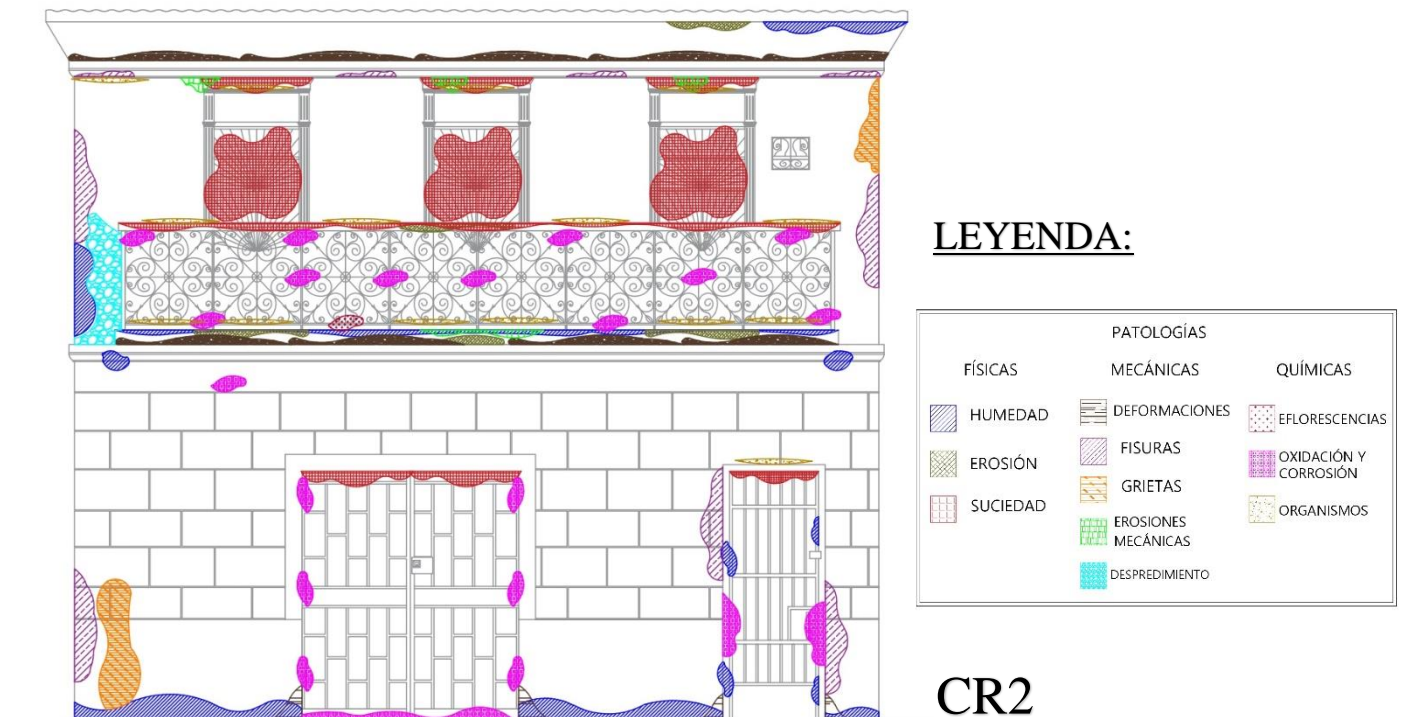 LEYENDA:
PATOLOGÍAS
FÍSICAS
HUMEDAD
EROSIÓN
SUCIEDAD
MECÁNICAS
DEFORMACIONES
FISURAS
GRIETAS
EROSIONES
MECÁNICAS
DESPREDIMIENTO
QUÍMICAS
EFLORESCENCIAS
OXIDACIÓN Y
CORROSIÓN
ORGANISMOS
CR2